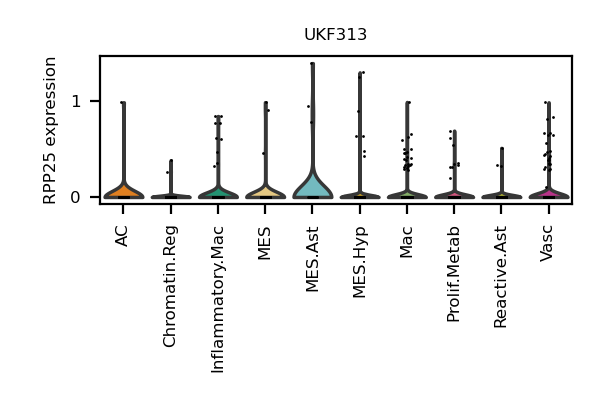 UKF313
RPP25 expression
1
0
AC
Chromatin.Reg
Inflammatory.Mac
MES
MES.Ast
MES.Hyp
Mac
Prolif.Metab
Reactive.Ast
Vasc